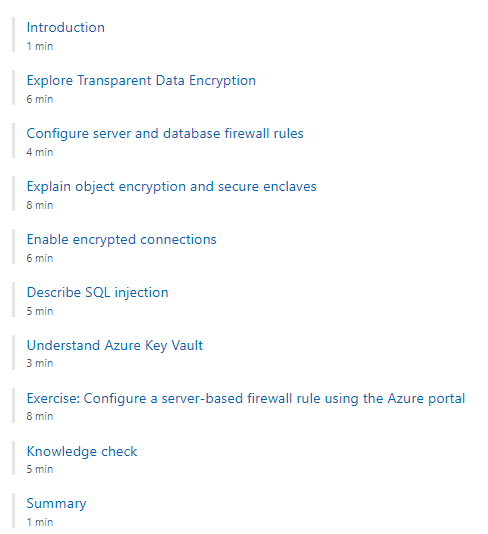 Introduction
1 min
Explore Transparent Data Encryption
6 min
Configure server and database firewall rules
4 min
Explain object encryption and secure enclaves
8 min
Enable encrypted connections
6 min
Describe SQL injection
5 min
Understand Azure Key Vault
3 min
Exercise: Configure a server-based firewall rule using the Azure portal
8 min
Knowledge check
5 min
Summary
1 min